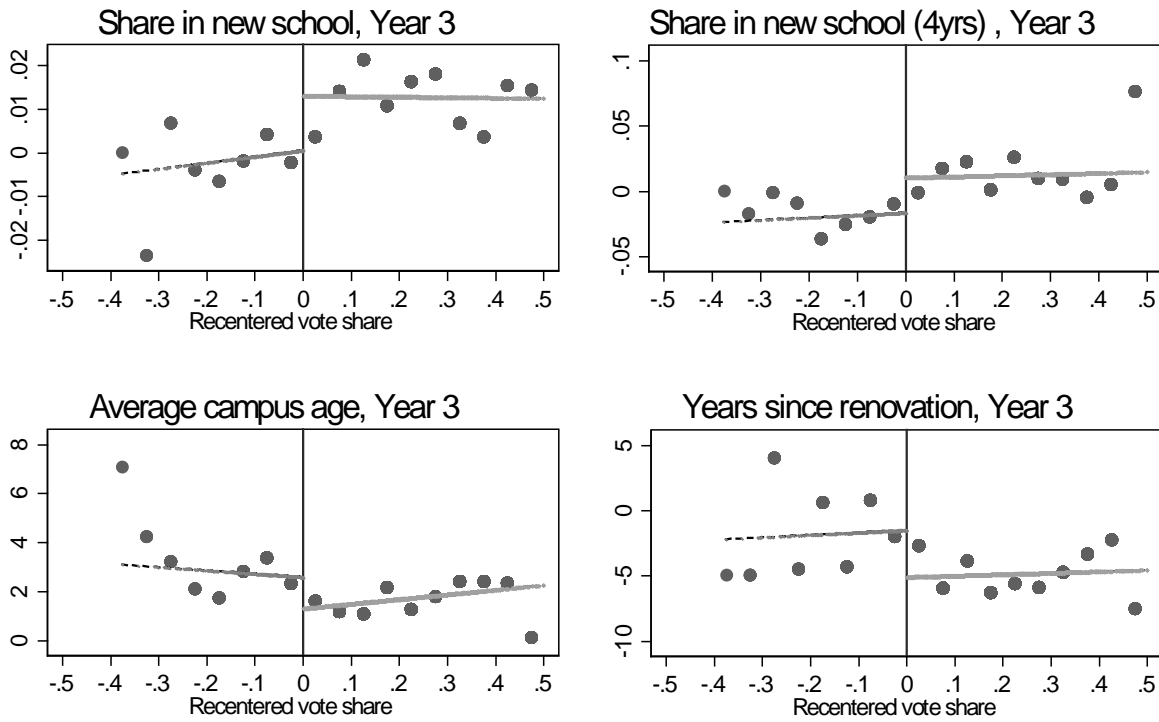 Share in new school, Year 3
.02
.01
0
-.01
-.02
-.5 -.4 -.3 -.2 -.1 0 .1 .2 .3 .4 .5
Recentered vote share
Share in new school (4yrs) , Year 3
.1
.05
0
-.05
-.5 -.4 -.3 -.2 -.1 0 .1 .2 .3 .4 .5
Recentered vote share
Average campus age, Year 3
8
6
4
2
0
-.5 -.4 -.3 -.2 -.1 0 .1 .2 .3 .4 .5
Recentered vote share
Years since renovation, Year 3
5
0
-5
-10
-.5 -.4 -.3 -.2 -.1 0 .1 .2 .3 .4 .5
Recentered vote share